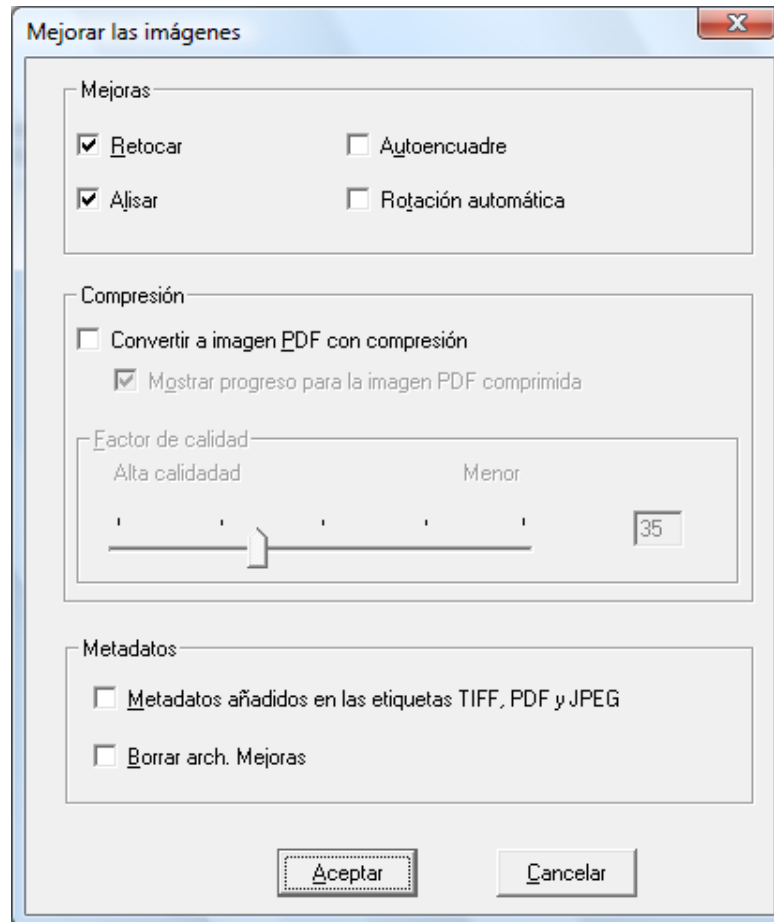 Mejorar las imágenes
Mejoras
Retocar
Autoencuadre
Alisar
Rotación automática
Compresión
Convertir a imagen PDF con compresión
Mostrar progreso para la imagen PDF comprimida
Factor de calidad
Alta calidadad Menor
35
Metadatos
Metadatos añadidos en las etiquetas TIFF, PDF y JPEG
Borrar arch. Mejoras
Aceptar
Cancelar